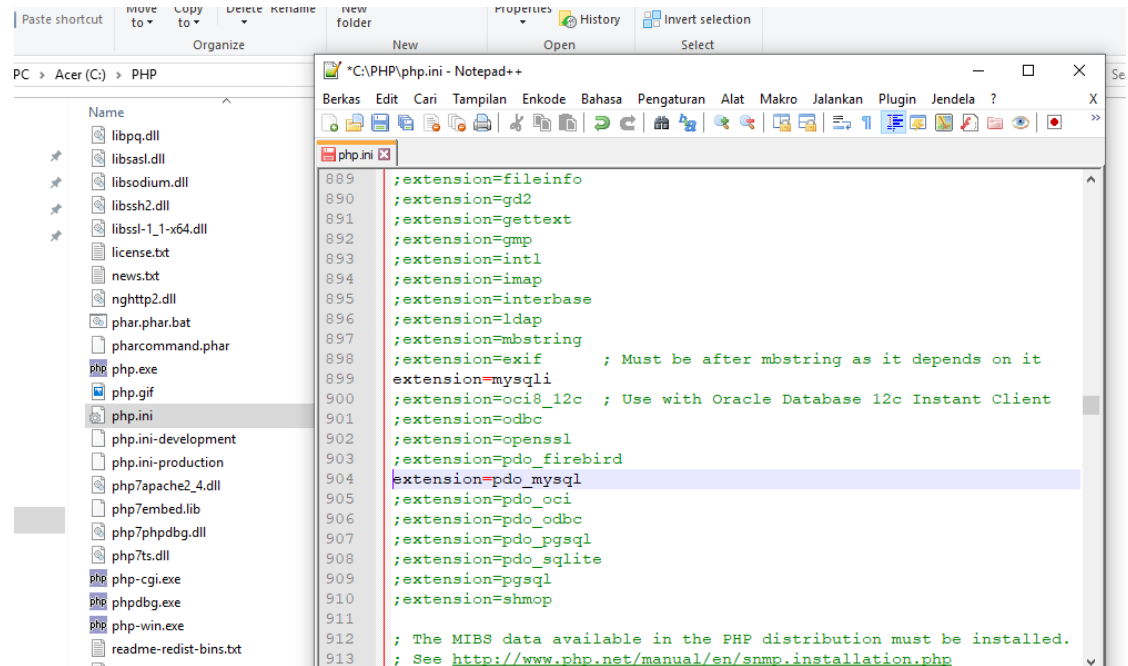 Paste shortcut
Move to
Copy to
Delete Rename
New folder
Properties
History
Invert selection
Organize
New
Open
Select
PC > Acer (C:) > PHP
Name
libpq.dll
libsasl.dll
libsodium.dll
libssh2.dll
libssl-1_1-x64.dll
license.txt
news.txt
nghttp2.dll
phar.phar.bat
pharcommand.phar
php php.exe
php.gif
php.ini
php.ini-development
php.ini-production
php7apache2_4.dll
php7embed.lib
php7phpdbg.dll
php7ts.dll
php php-cgi.exe
php phpdbg.exe
php php-win.exe
readme-redist-bins.txt
*C:\PHP\php.ini - Notepad++
Se
Berkas Edit Cari Tampilan Enkode Bahasa Pengaturan Alat Makro Jalankan Plugin Jendela ? X
php.ini
889 ;extension=fileinfo
890 ;extension=gd2
891 ;extension=gettext
892 ;extension=gmp
893 ;extension=intl
894 ;extension=imap
895 ;extension=interbase
896 ;extension=ldap
897 ;extension=mbstring
898 ;extension=exif ; Must be after mbstring as it depends on it
899 extension=mysqli
900 ;extension=oci8_12c ; Use with Oracle Database 12c Instant Client
901 ;extension=odbc
902 ;extension=openssl
903 ;extension=pdo_firebird
904 extension=pdo_mysql
905 ;extension=pdo_oci
906 ;extension=pdo_odbc
907 ;extension=pdo_pgsql
908 ;extension=pdo_sqlite
909 ;extension=pgsql
910 ;extension=shmop
911
912 ; The MIBS data available in the PHP distribution must be installed.
913 ; See http://www.php.net/manual/en/snmp.installation.php